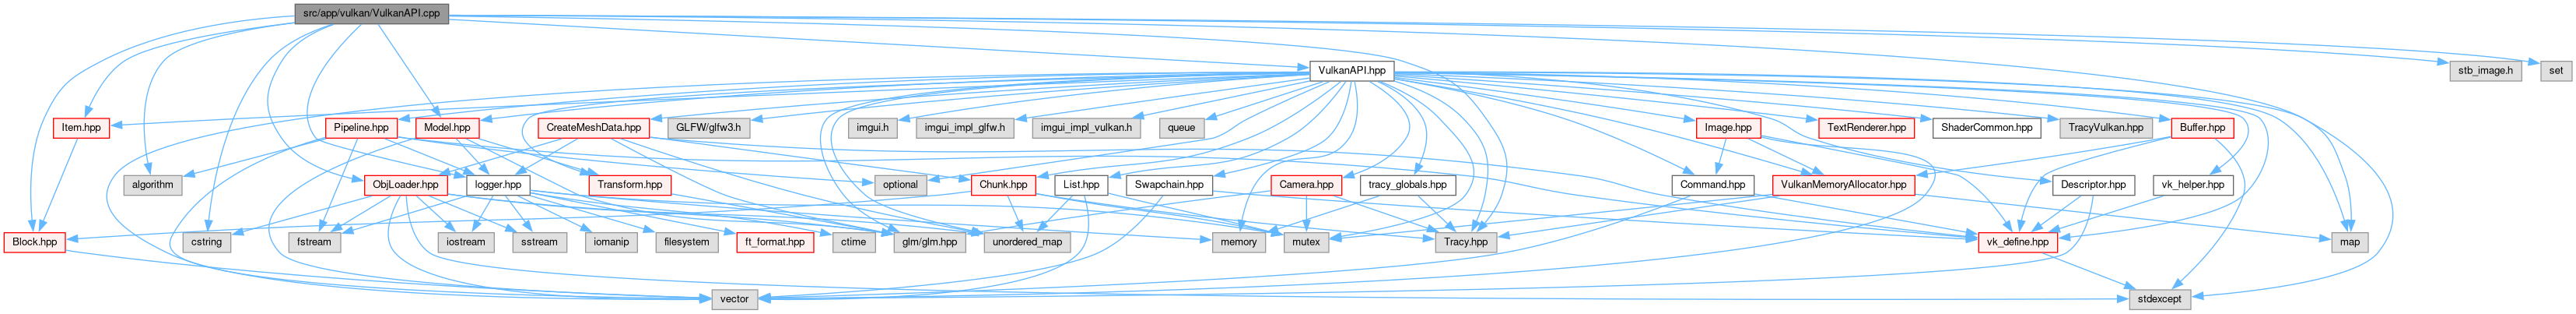 src/app/vulkan/VulkanAPI.cpp
VulkanAPI.hpp
stb_image.h
set
Item.hpp
Pipeline.hpp
Model.hpp
CreateMeshData.hpp
GLFW/glfw3.h
imgui.h
imgui_impl_glfw.h
imgui_impl_vulkan.h
queue
Image.hpp
TextRenderer.hpp
ShaderCommon.hpp
TracyVulkan.hpp
Buffer.hpp
algorithm
ObjLoader.hpp
logger.hpp
Transform.hpp
optional
Chunk.hpp
List.hpp
Swapchain.hpp
Camera.hpp
tracy_globals.hpp
Command.hpp
VulkanMemoryAllocator.hpp
Descriptor.hpp
vk_helper.hpp
Block.hpp
cstring
fstream
iostream
sstream
iomanip
filesystem
ft_format.hpp
ctime
glm/glm.hpp
unordered_map
memory
mutex
Tracy.hpp
vk_define.hpp
map
vector
stdexcept